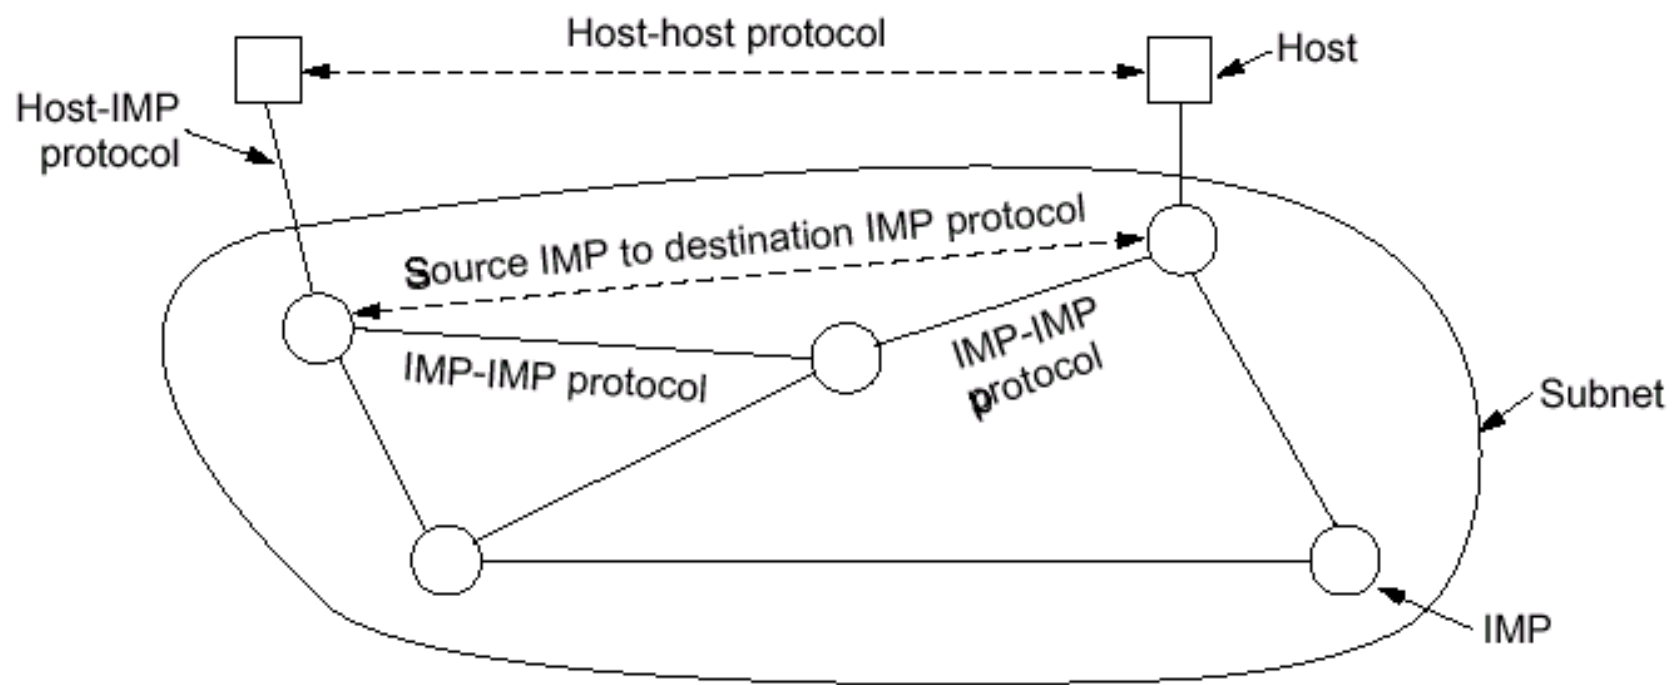 Host-host protocol
Host
Host-IMP
protocol
Source IMP to destination IMP protocol
IMP-IMP protocol
IMP-IMP
protocol
Subnet
IMP